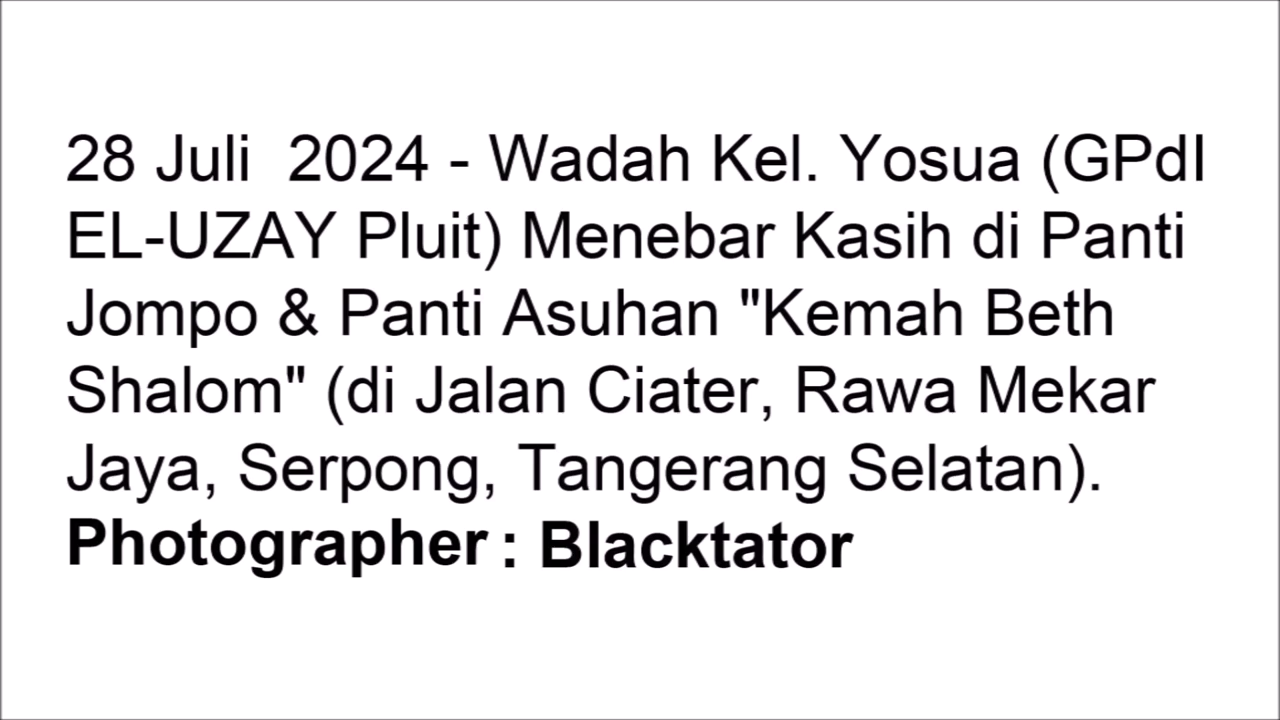 28 Juli  2024 - Wadah Kel. Yosua (GPdI
EL-UZAY Pluit) Menebar Kasih di Panti
Jompo & Panti Asuhan "Kemah Beth
Shalom" (di Jalan Ciater, Rawa Mekar
Jaya, Serpong, Tangerang Selatan).
Photographer : Blacktator